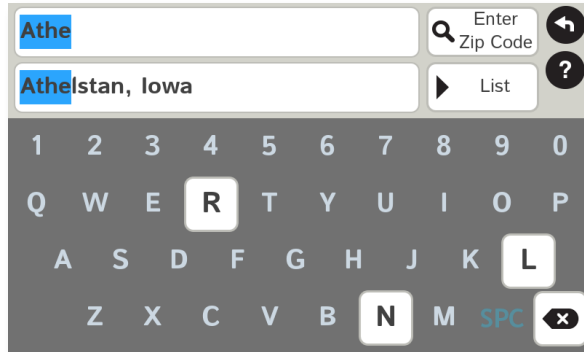 Athe
Enter
Zip Code
?
Athelstan, Iowa
List
1 2 3 4 5 6 7 8 9 0
Q W E R T Y U I O P
A S D F G H J K L
Z X C V B N M SPC